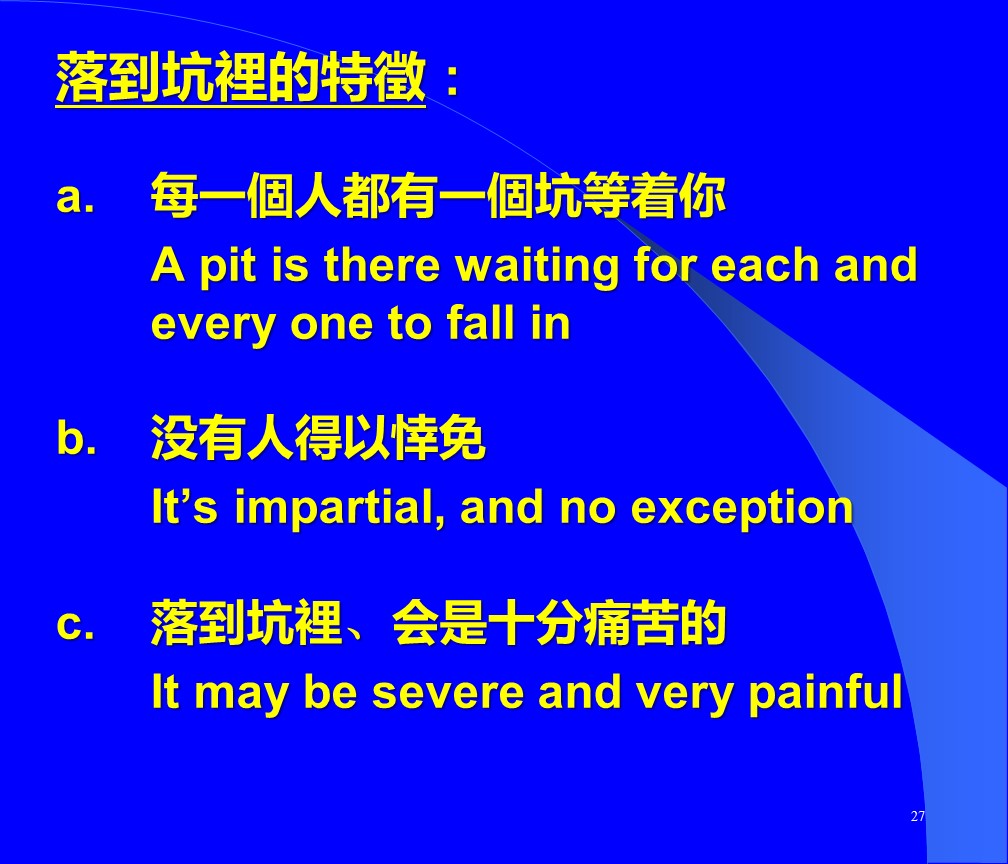 落到坑裡的特徵：
a. 每一個人都有一個坑等着你
A pit is there waiting for each and
every one to fall in
b. 没有人得以悻免
It’s impartial, and no exception
c. 落到坑裡、会是十分痛苦的
It may be severe and very painful
27